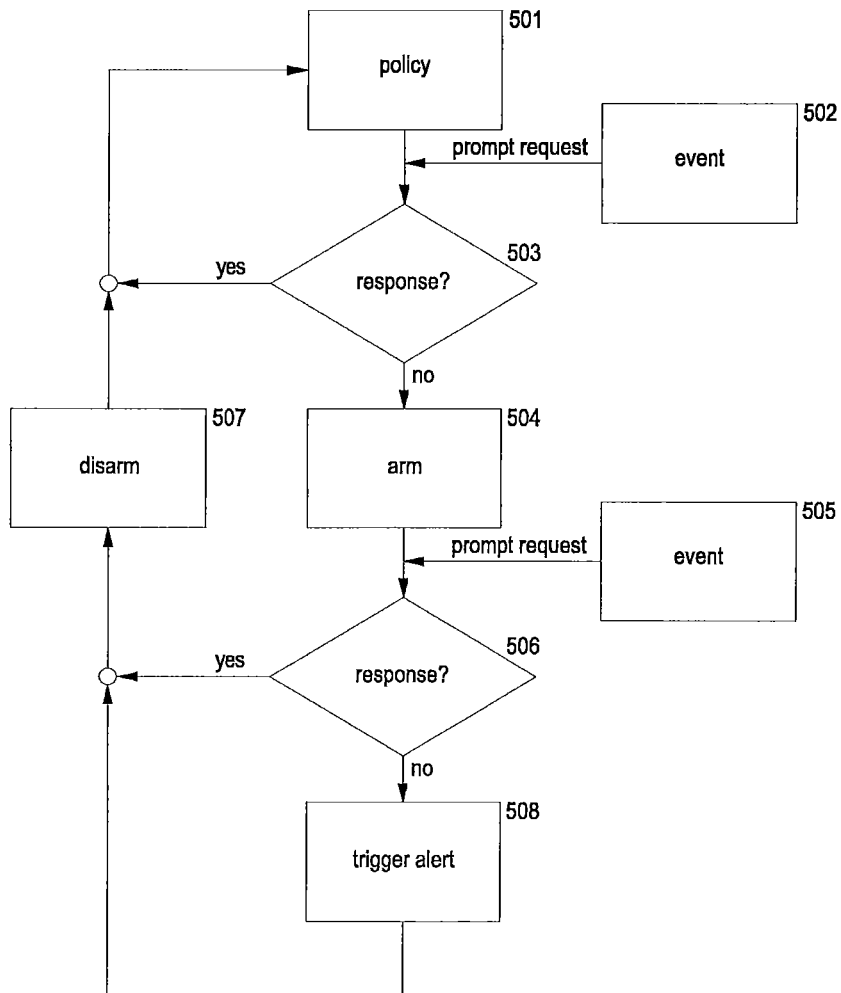 501
policy
502
prompt request
event
503
yes
response?
no
507
504
disarm
arm
505
prompt request
event
506
yes
response?
no
508
trigger alert